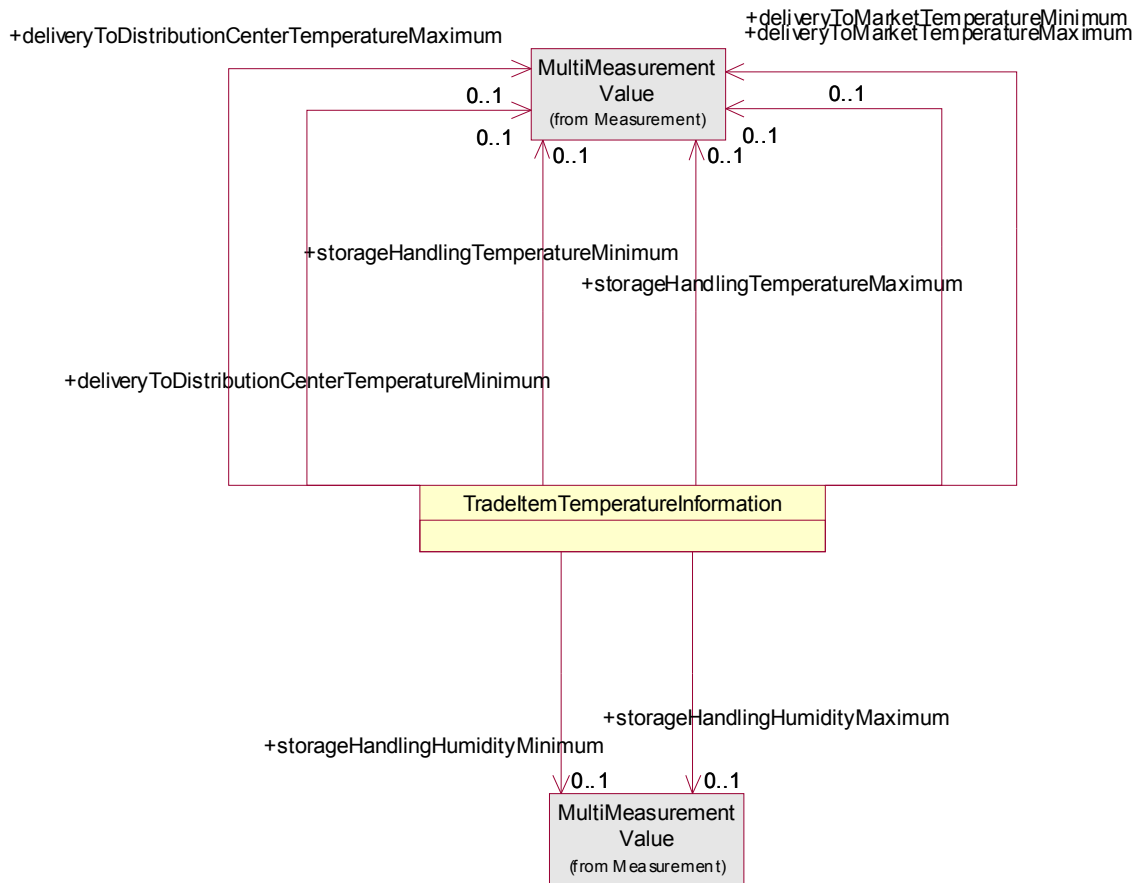 +deliveryToMarketTemperatureMinimum
+deliveryToDistributionCenterTemperatureMaximum
+deliveryToMarketTemperatureMaximum
MultiMeasurement
Value
(from Measurement)
0..1
0..1
0..1
0..1
0..1
0..1
+storageHandlingTemperatureMinimum
+storageHandlingTemperatureMaximum
+deliveryToDistributionCenterTemperatureMinimum
TradeItemTemperatureInformation
+storageHandlingHumidityMaximum
+storageHandlingHumidityMinimum
0..1
0..1
MultiMeasurement
Value
(from Measurement)